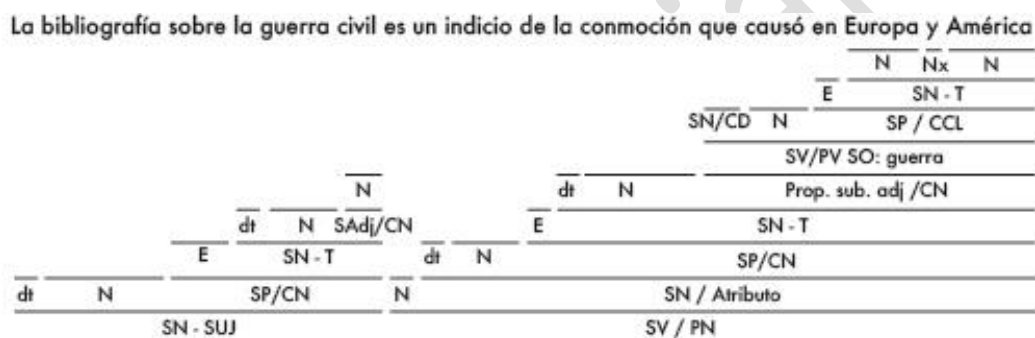 La bibliografía sobre la guerra civil es un indicio de la conmoción que causó en Europa y América
N Nx N
E SN - T
SN/CD N SP / CCL
SV/PV SO: guerra
N dt N Prop. sub. adj /CN
dt N SAdj/CN E SN - T
E SN - T dt N SP/CN
dt N SP/CN N SN / Atributo
SN - SUJ SV / PN